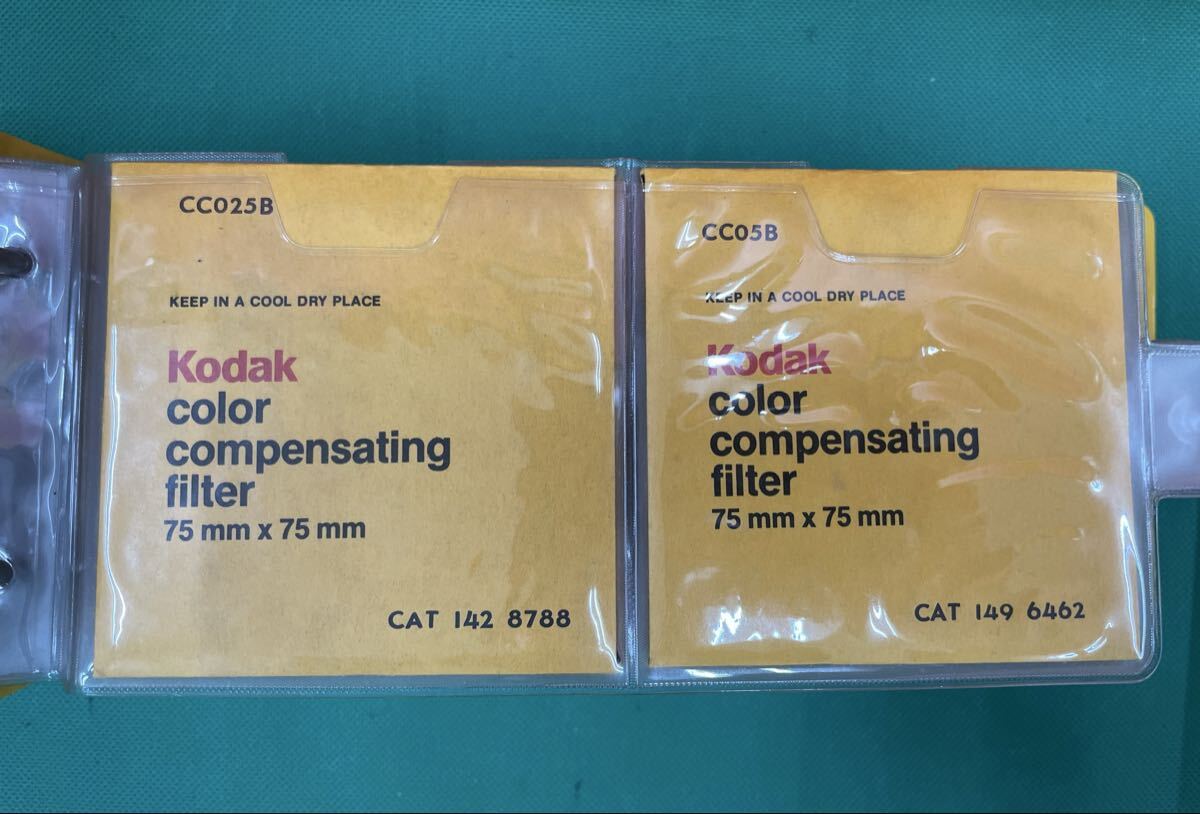 CC025B
KEEP IN A COOL DRY PLACE
Kodak
color
compensating
filter
75 mm x 75 mm
CAT 142 8788
CC05B
KEEP IN A COOL DRY PLACE
Kodak
color
compensating
filter
75 mm x 75 mm
CAT 149 6462